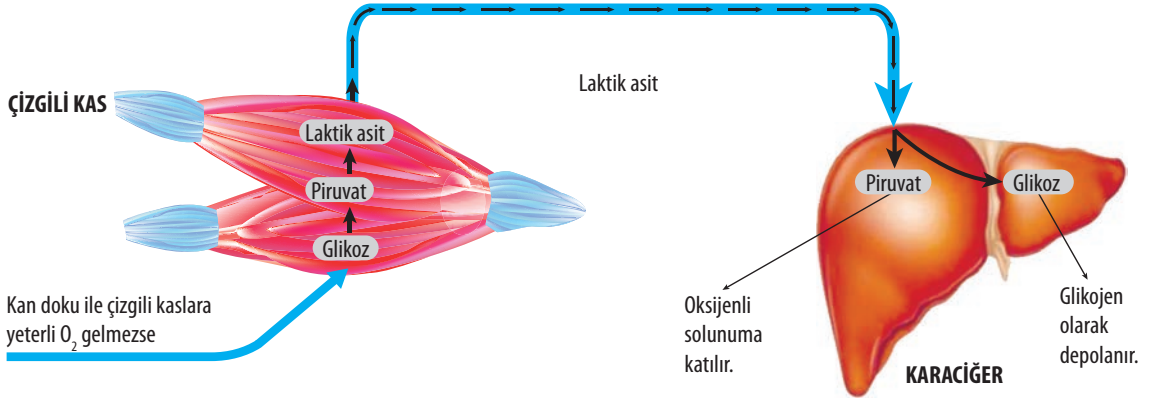 ÇİZGİLİ KAS
Laktik asit
Piruvat
Glikoz
Kan doku ile çizgili kaslara
yeterli O₂ gelmezse
Laktik asit
Piruvat
Glikoz
Oksijenli
solunuma
katılır.
Glikojen
olarak
depolanır.
KARACİĞER